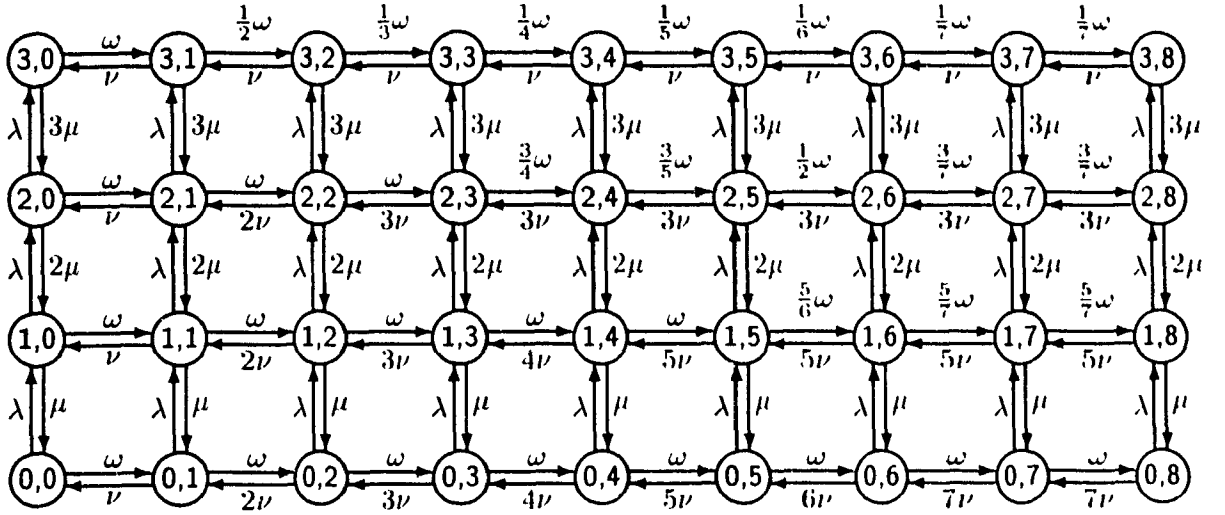 ½ω ⅓ω ¼ω ⅕ω ⅙ω 1/7ω 1/7ω
ω
3,0 3,1 3,2 3,3 3,4 3,5 3,6 3,7 3,8
ν ν ν ν ν ν ν ν
λ 3μ λ 3μ λ 3μ λ 3μ λ 3μ λ 3μ λ 3μ λ 3μ λ 3μ
ω ω ω ¾ω ⅗ω ½ω 3/7ω 3/7ω
2,0 2,1 2,2 2,3 2,4 2,5 2,6 2,7 2,8
ν 2ν 3ν 3ν 3ν 3ν 3ν 3ν
λ 2μ λ 2μ λ 2μ λ 2μ λ 2μ λ 2μ λ 2μ λ 2μ λ 2μ
ω ω ω ω ω ⅚ω 5/7ω 5/7ω
1,0 1,1 1,2 1,3 1,4 1,5 1,6 1,7 1,8
ν 2ν 3ν 4ν 5ν 5ν 5ν 5ν
λ μ λ μ λ μ λ μ λ μ λ μ λ μ λ μ λ μ
ω ω ω ω ω ω ω ω
0,0 0,1 0,2 0,3 0,4 0,5 0,6 0,7 0,8
ν 2ν 3ν 4ν 5ν 6ν 7ν 7ν